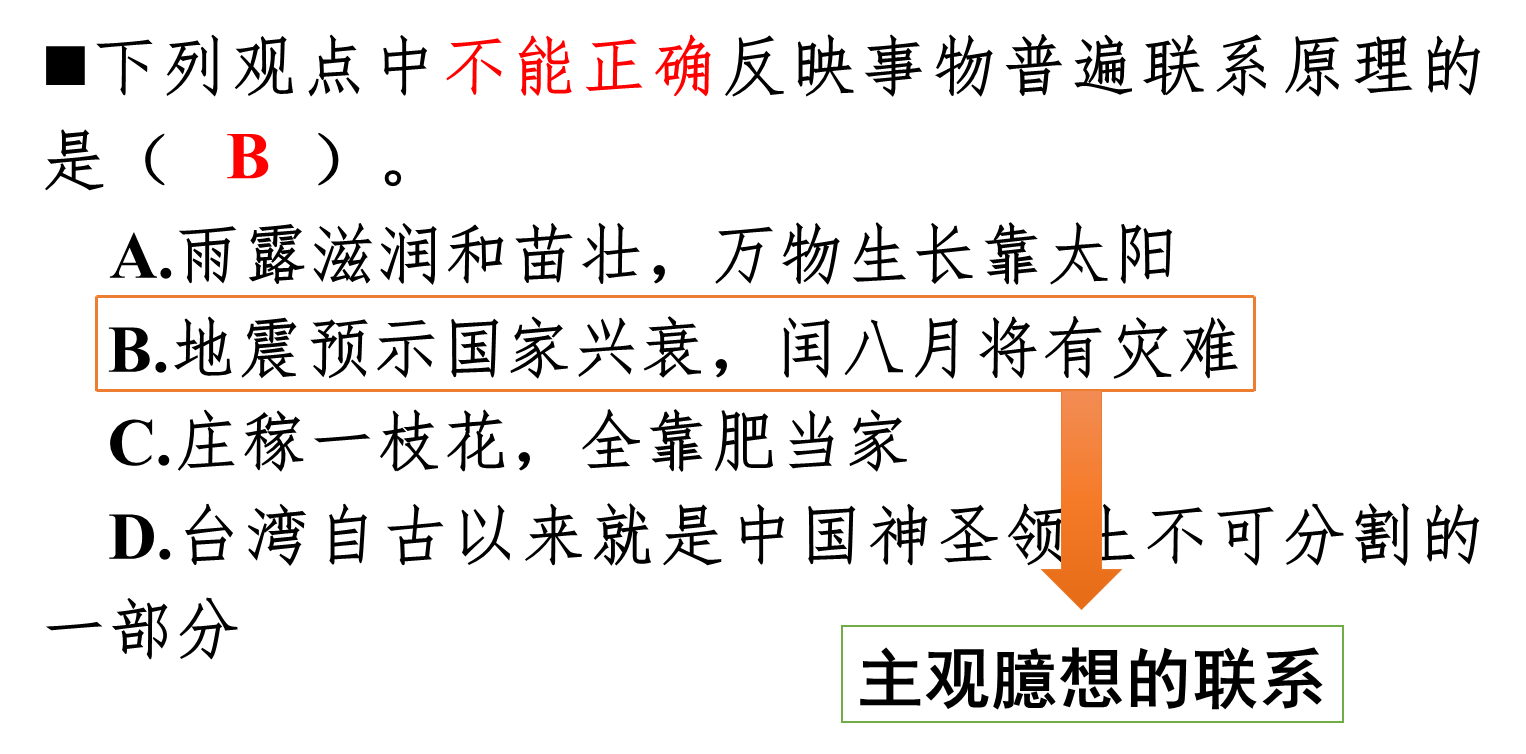 ■下列观点中不能正确反映事物普遍联系原理的
是（ B ）。
A.雨露滋润和苗壮，万物生长靠太阳
B.地震预示国家兴衰，闰八月将有灾难
C.庄稼一枝花，全靠肥当家
D.台湾自古以来就是中国神圣领土不可分割的
一部分
主观臆想的联系